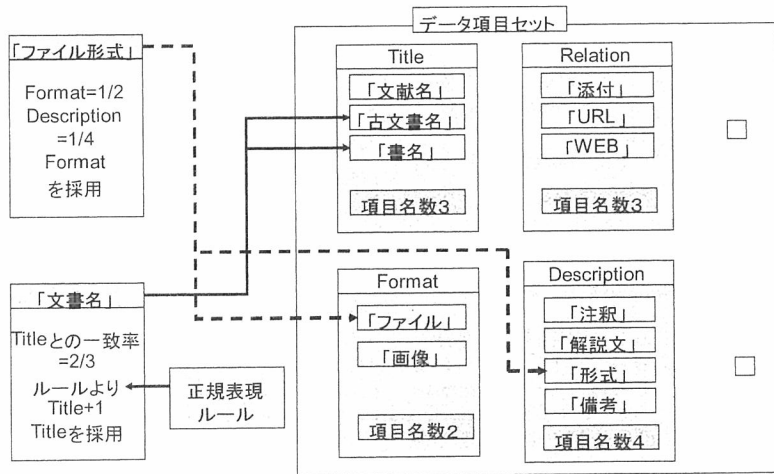 データ項目セット
「ファイル形式」
Format=1/2
Description
=1/4
Format
を採用
Title
「文献名」
「古文書名」
「書名」
項目名数3
Relation
「添付」
「URL」
「WEB」
項目名数3
「文書名」
Titleとの一致率
=2/3
ルールより
Title+1
Titleを採用
正規表現
ルール
Format
「ファイル」
「画像」
項目名数2
Description
「注釈」
「解説文」
「形式」
「備考」
項目名数4